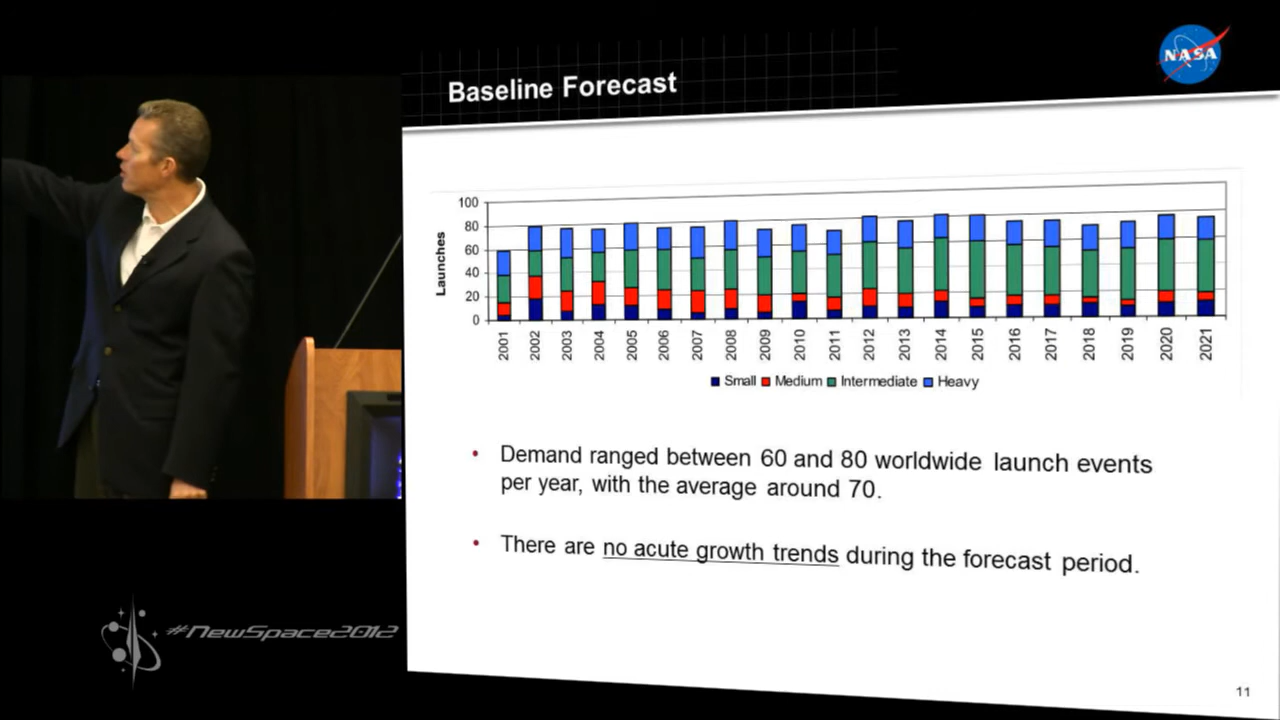 NASA
Baseline Forecast
100
80
60
40
20
0
Launches
2001 2002 2003 2004 2005 2006 2007 2008 2009 2010 2011 2012 2013 2014 2015 2016 2017 2018 2019 2020 2021
Small Medium Intermediate Heavy
• Demand ranged between 60 and 80 worldwide launch events
per year, with the average around 70.
• There are no acute growth trends during the forecast period.
#NewSpace2012
11